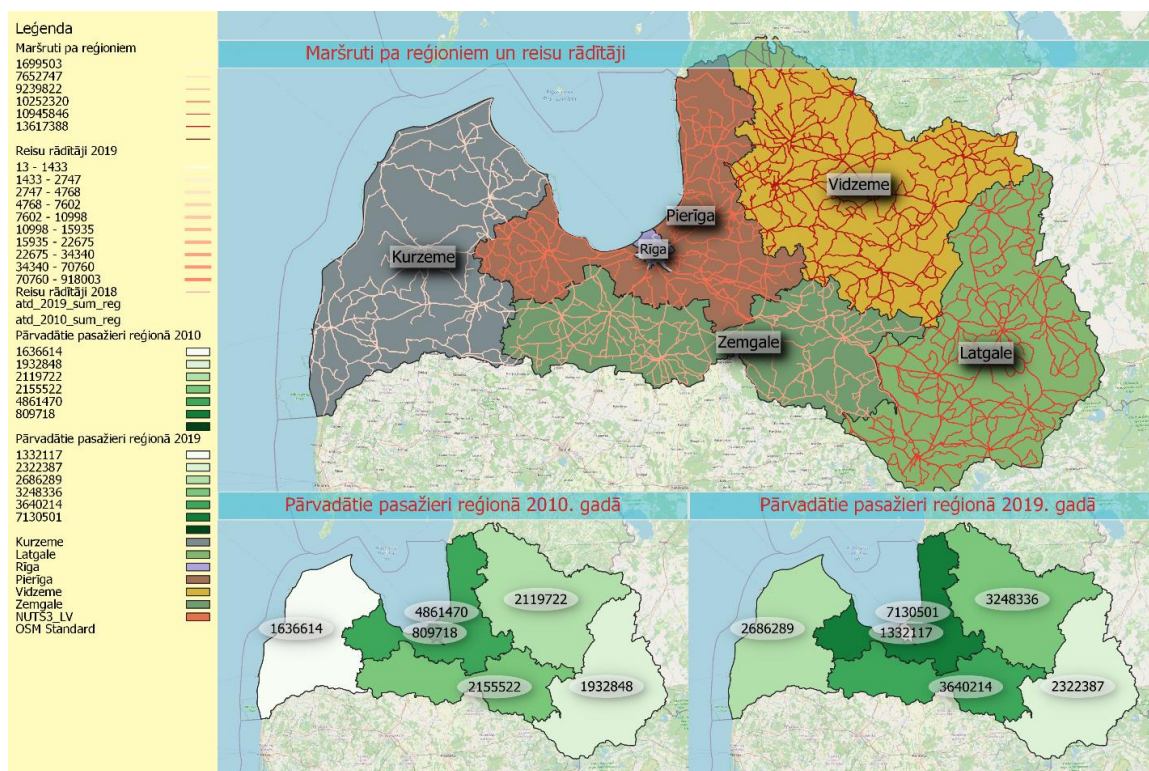 Leģenda
Maršruti pa reģioniem
1699503
7652747
9239822
10252320
10945846
13617388
Reisu rādītāji 2019
13 - 1433
1433 - 2747
2747 - 4768
4768 - 7602
7602 - 10998
10998 - 15935
15935 - 22675
22675 - 34340
34340 - 70760
70760 - 918003
Reisu rādītāji 2018
atd_2019_sum_reg
atd_2010_sum_reg
Pārvadātie pasažieri reģionā 2010
1636614
1932848
2119722
2155522
4861470
809718
Pārvadātie pasažieri reģionā 2019
1332117
2322387
2686289
3248336
3640214
7130501
Kurzeme
Latgale
Rīga
Pierīga
Vidzeme
Zemgale
NUTS3_LV
OSM Standard
Maršruti pa reģioniem un reisu rādītāji
Vidzeme
Pierīga
Rīga
Kurzeme
Zemgale
Latgale
Pārvadātie pasažieri reģionā 2010. gadā
2119722
4861470
1636614
809718
2155522
1932848
Pārvadātie pasažieri reģionā 2019. gadā
3248336
7130501
2686289
1332117
3640214
2322387